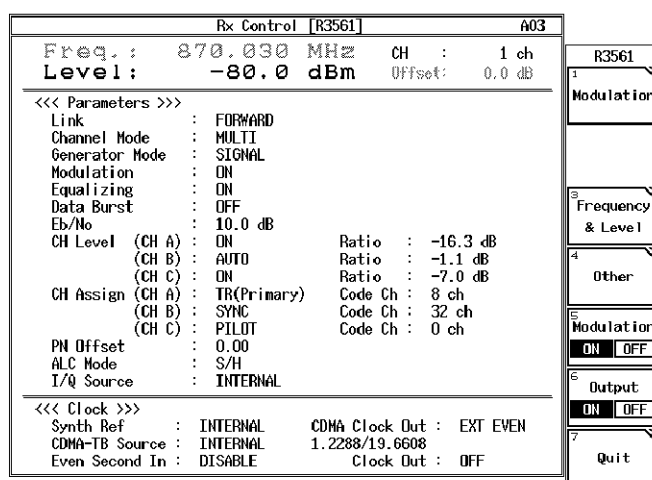 Rx Control [R3561] A03
Freq.: 870.030 MHz CH : 1 ch
Level: -80.0 dBm Offset: 0.0 dB
<<< Parameters >>>
Link : FORWARD
Channel Mode : MULTI
Generator Mode : SIGNAL
Modulation : ON
Equalizing : ON
Data Burst : OFF
Eb/No : 10.0 dB
CH Level (CH A) : ON Ratio : -16.3 dB
(CH B) : AUTO Ratio : -1.1 dB
(CH C) : ON Ratio : -7.0 dB
CH Assign (CH A) : TR(Primary) Code Ch : 8 ch
(CH B) : SYNC Code Ch : 32 ch
(CH C) : PILOT Code Ch : 0 ch
PN Offset : 0.00
ALC Mode : S/H
I/Q Source : INTERNAL
<<< Clock >>>
Synth Ref : INTERNAL CDMA Clock Out : EXT EVEN
CDMA-TB Source : INTERNAL 1.2288/19.6608
Even Second In : DISABLE Clock Out : OFF
R3561
1
Modulation
3
Frequency
& Level
4
Other
5
Modulation
ON OFF
6
Output
ON OFF
7
Quit